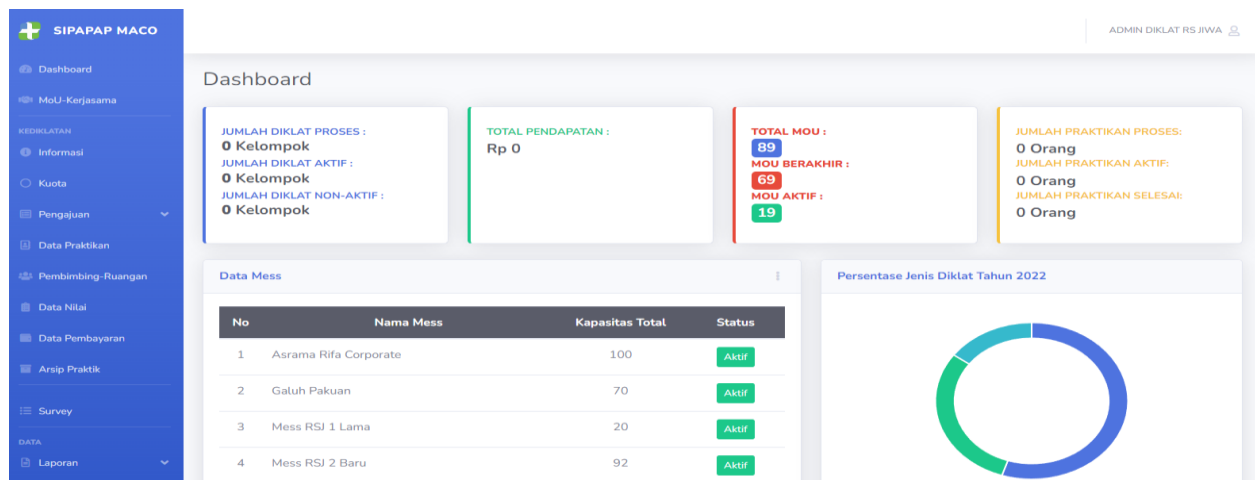 SIPAPAP MACO
ADMIN DIKLAT RS JIWA
Dashboard
MoU-Kerjasama
KEDIKLATAN
Informasi
Kuota
Pengajuan
Data Praktikan
Pembimbing-Ruangan
Data Nilai
Data Pembayaran
Arsip Praktik
Survey
DATA
Laporan
Dashboard
JUMLAH DIKLAT PROSES :
0 Kelompok
JUMLAH DIKLAT AKTIF :
0 Kelompok
JUMLAH DIKLAT NON-AKTIF :
0 Kelompok
TOTAL PENDAPATAN :
Rp 0
TOTAL MOU :
89
MOU BERAKHIR :
69
MOU AKTIF :
19
JUMLAH PRAKTIKAN PROSES:
0 Orang
JUMLAH PRAKTIKAN AKTIF:
0 Orang
JUMLAH PRAKTIKAN SELESAI:
0 Orang
Data Mess
No Nama Mess Kapasitas Total Status
1 Asrama Rifa Corporate 100 Aktif
2 Galuh Pakuan 70 Aktif
3 Mess RSJ 1 Lama 20 Aktif
4 Mess RSJ 2 Baru 92 Aktif
Persentase Jenis Diklat Tahun 2022